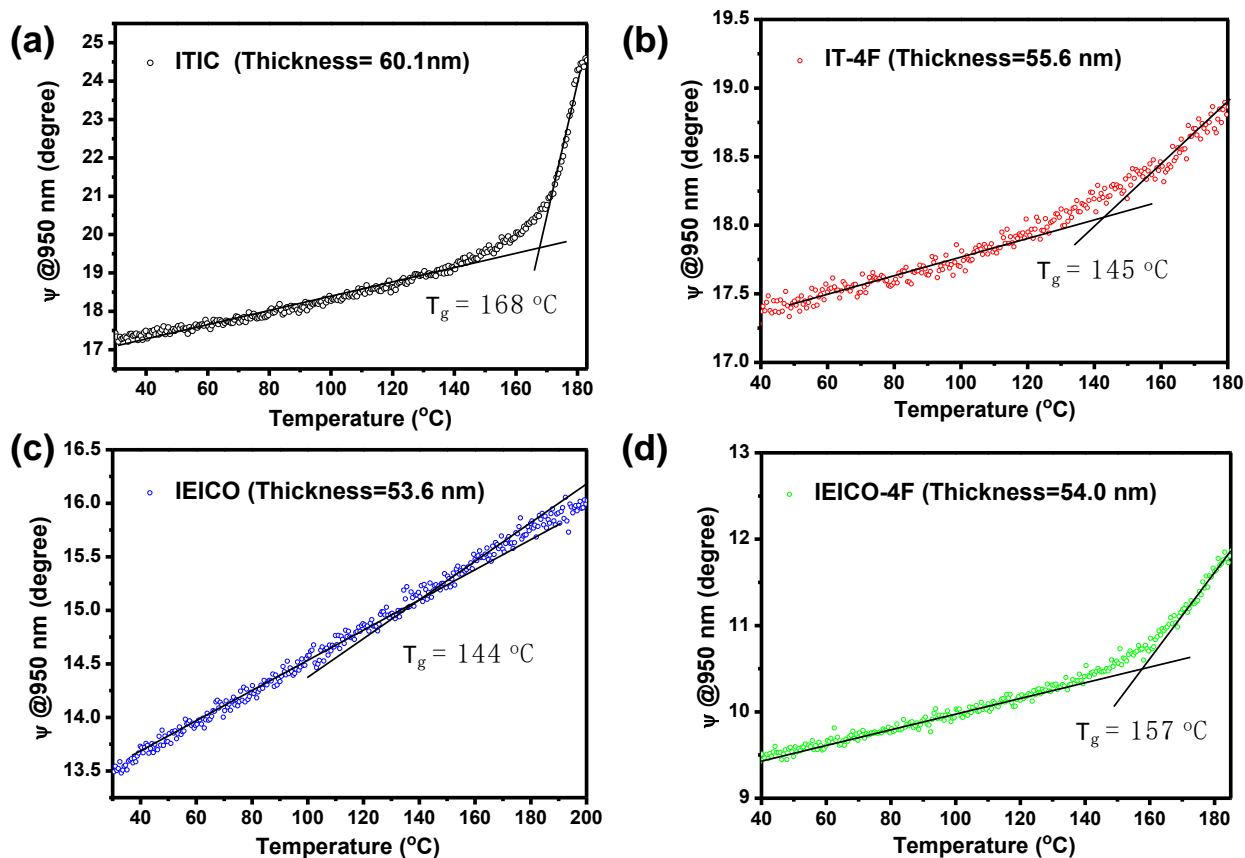 (a)
ITIC (Thickness= 60.1nm)
25
24
23
22
21
20
19
18
17
ψ @950 nm (degree)
Tg = 168 °C
40 60 80 100 120 140 160 180
Temperature (°C)
(b)
IT-4F (Thickness=55.6 nm)
19.5
19.0
18.5
18.0
17.5
17.0
ψ @950 nm (degree)
Tg = 145 °C
40 60 80 100 120 140 160 180
Temperature (°C)
(c)
IEICO (Thickness=53.6 nm)
16.5
16.0
15.5
15.0
14.5
14.0
13.5
ψ @950 nm (degree)
Tg = 144 °C
40 60 80 100 120 140 160 180 200
Temperature (°C)
(d)
IEICO-4F (Thickness=54.0 nm)
13
12
11
10
9
ψ @950 nm (degree)
Tg = 157 °C
40 60 80 100 120 140 160 180
Temperature (°C)